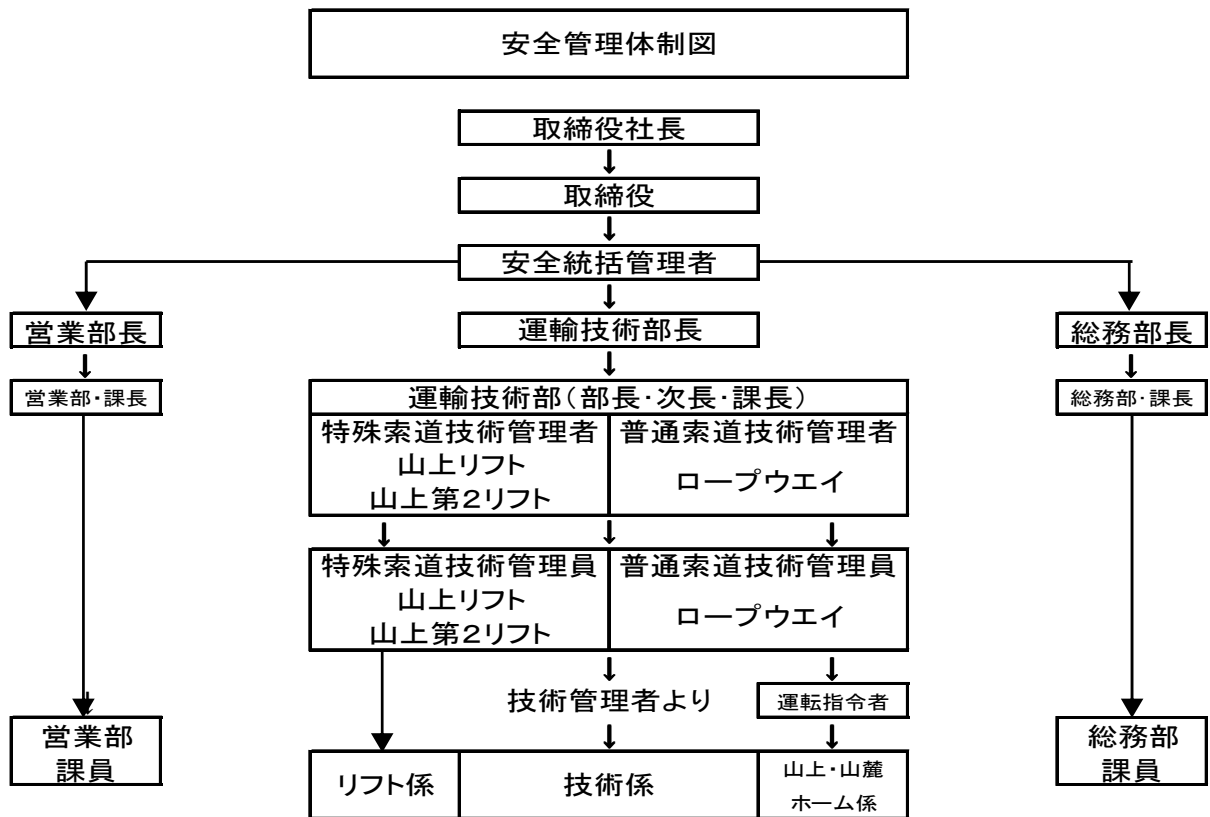 安全管理体制図
取締役社長
取締役
安全統括管理者
営業部長
運輸技術部長
総務部長
営業部・課長
運輸技術部(部長・次長・課長)
総務部・課長
特殊索道技術管理者
山上リフト
山上第2リフト
普通索道技術管理者
ロープウエイ
特殊索道技術管理員
山上リフト
山上第2リフト
普通索道技術管理員
ロープウエイ
技術管理者より
運転指令者
営業部
課員
リフト係
技術係
山上・山麓
ホーム係
総務部
課員